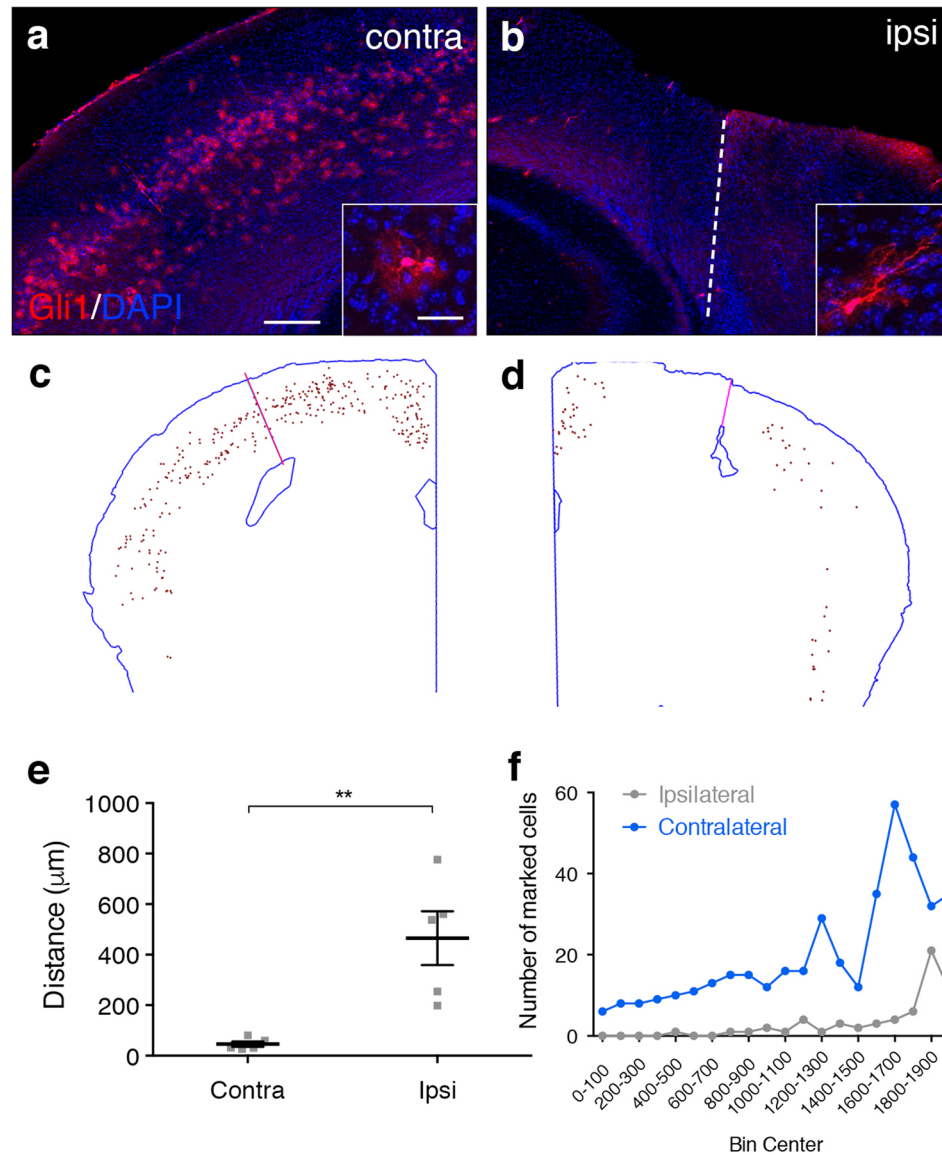 a
contra
b
ipsi
Gli1/DAPI
c
d
e
**
1000
800
600
400
200
0
Distance (μm)
Contra
Ipsi
f
Ipsilateral
Contralateral
60
40
20
0
Number of marked cells
0-100
200-300
400-500
600-700
800-900
1000-1100
1200-1300
1400-1500
1600-1700
1800-1900
Bin Center